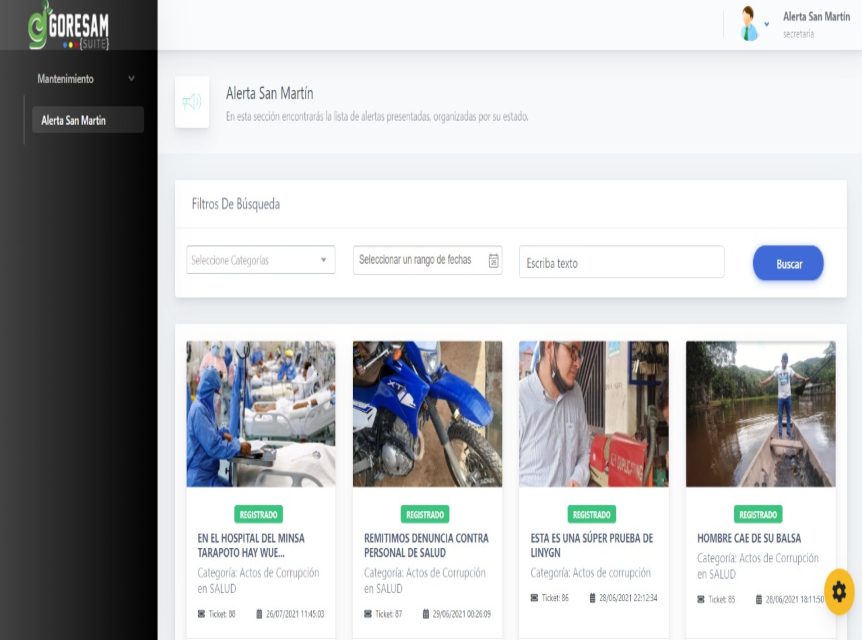 GORESAM
{SUITE}
Alerta San Martín
secretaria
Mantenimiento
Alerta San Martin
Alerta San Martín
En esta sección encontrarás la lista de alertas presentadas, organizadas por su estado.
Filtros De Búsqueda
Seleccione Categorías
Seleccionar un rango de fechas
Escriba texto
Buscar
REGISTRADO
EN EL HOSPITAL DEL MINSA
TARAPOTO HAY WUE...
Categoría: Actos de Corrupción
en SALUD
Ticket: 88 26/07/2021 11:45:03
REGISTRADO
REMITIMOS DENUNCIA CONTRA
PERSONAL DE SALUD
Categoría: Actos de Corrupción
en SALUD
Ticket: 87 29/06/2021 00:26:09
REGISTRADO
ESTA ES UNA SÚPER PRUEBA DE
LINYGN
Categoría: Actos de corrupción
Ticket: 86 28/06/2021 22:12:34
REGISTRADO
HOMBRE CAE DE SU BALSA
Categoría: Actos de Corrupción
en SALUD
Ticket: 85 28/06/2021 18:11:50